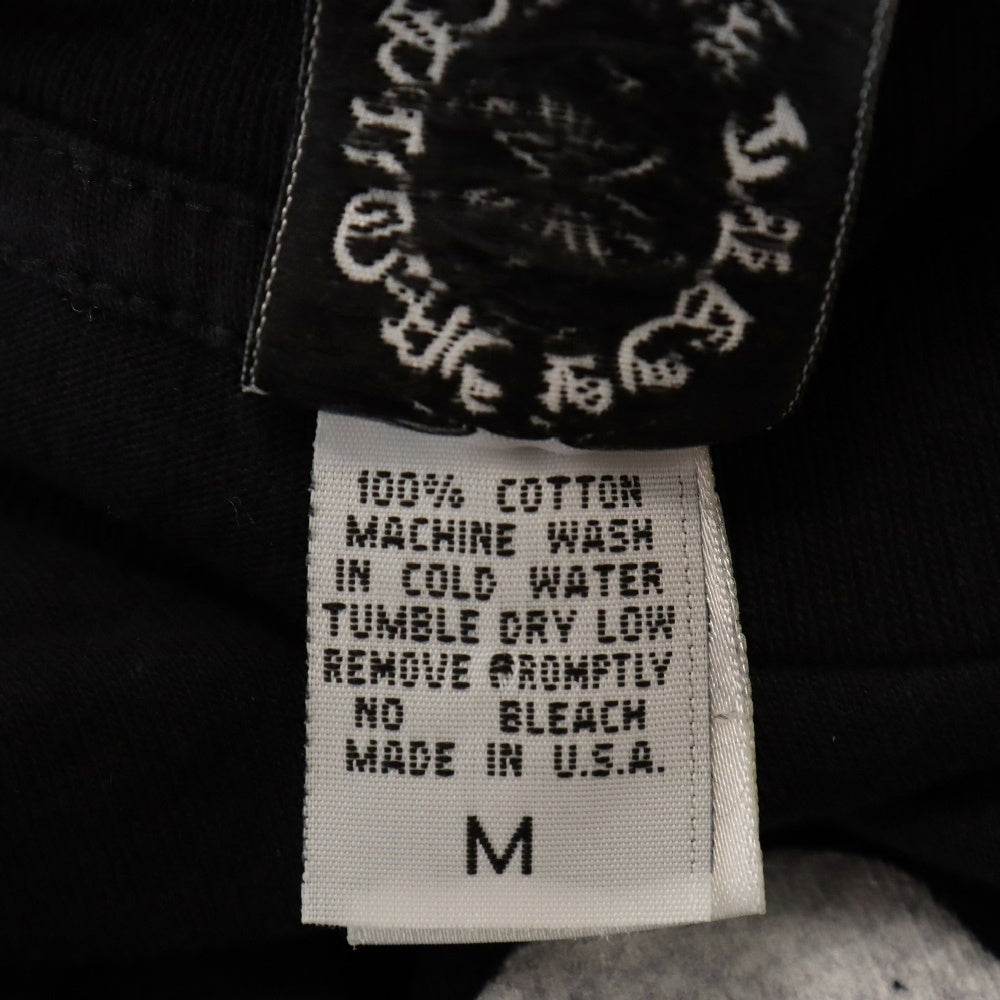 100% COTTON
MACHINE WASH
IN COLD WATER
TUMBLE DRY LOW
REMOVE PROMPTLY
NO BLEACH
MADE IN U.S.A.
M